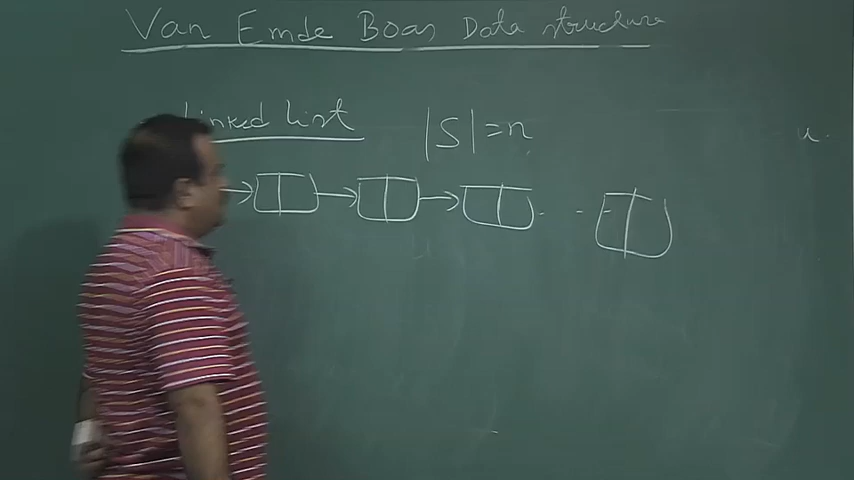 Van Emde Boas Data structure
Linked list |S| = n
u